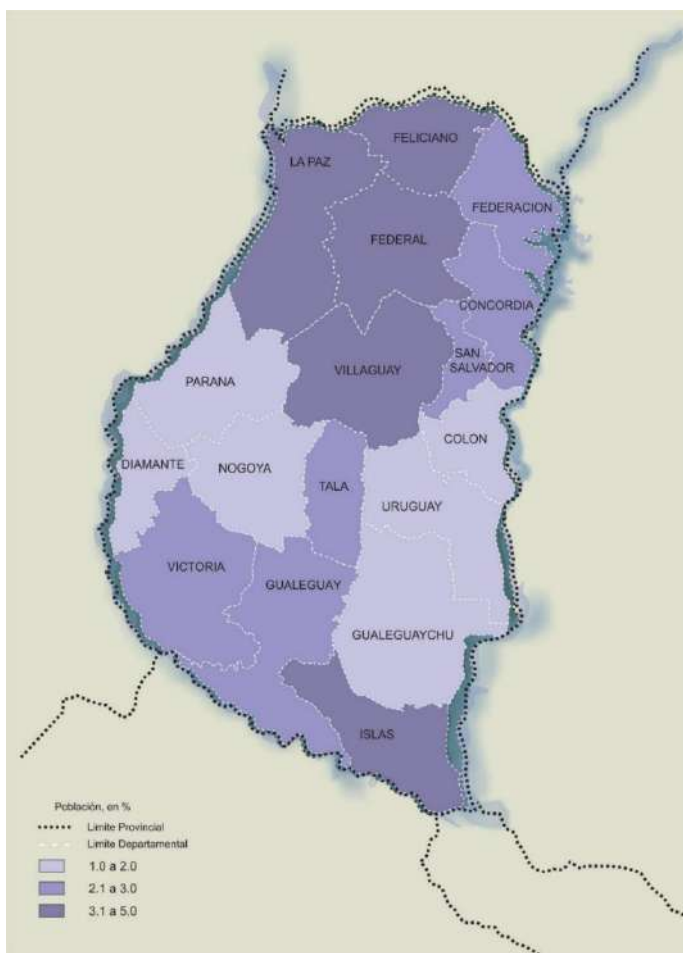 FELICIANO
LA PAZ
FEDERACION
FEDERAL
CONCORDIA
SAN
SALVADOR
VILLAGUAY
PARANA
COLON
DIAMANTE
NOGOYA
TALA
URUGUAY
VICTORIA
GUALEGUAY
GUALEGUAYCHU
ISLAS
Población, en %
Limite Provincial
Limite Departamental
1.0 a 2.0
2.1 a 3.0
3.1 a 5.0